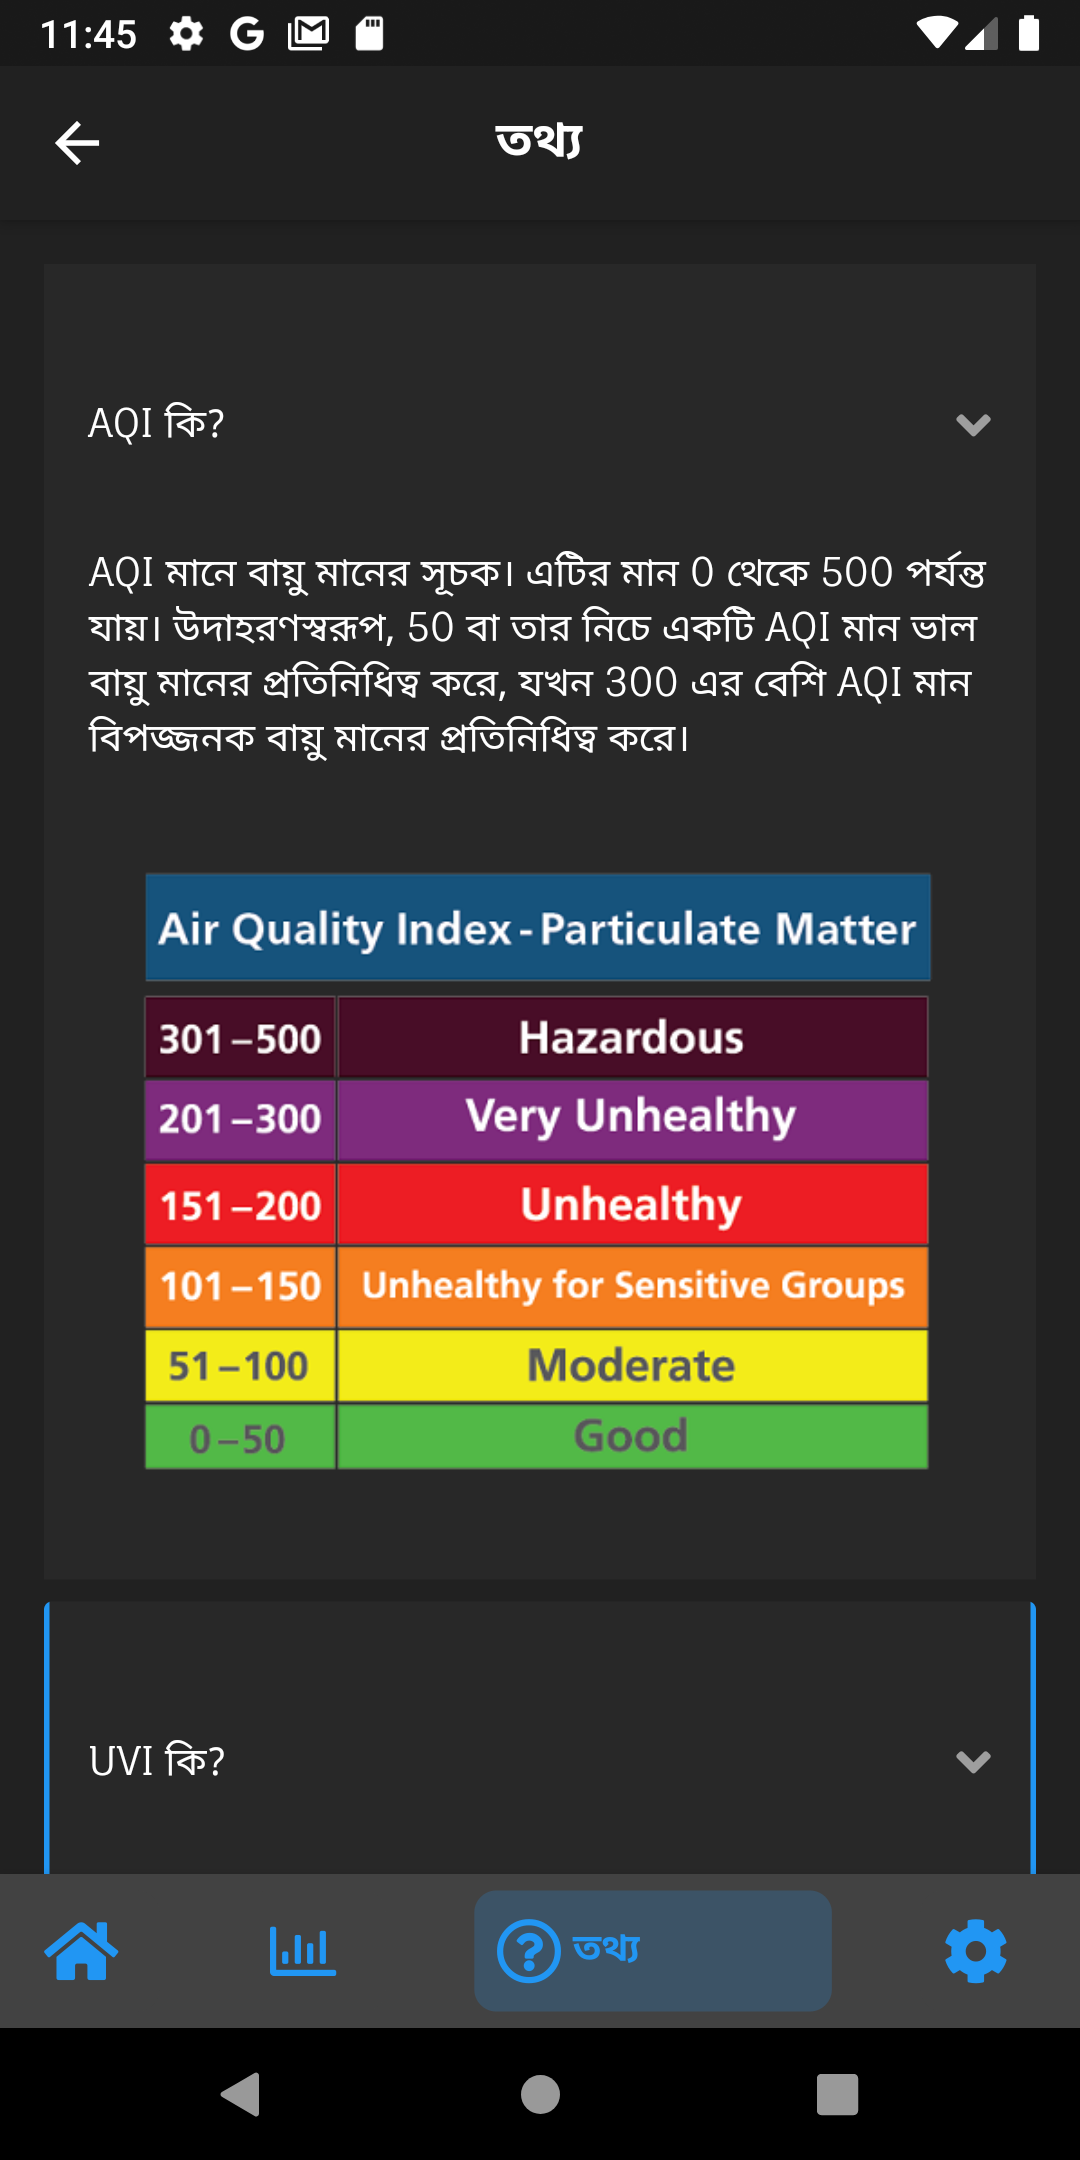 11:45
তথ্য
AQI কি?
AQI মানে বায়ু মানের সূচক। এটির মান 0 থেকে 500 পর্যন্ত
যায়। উদাহরণস্বরূপ, 50 বা তার নিচে একটি AQI মান ভাল
বায়ু মানের প্রতিনিধিত্ব করে, যখন 300 এর বেশি AQI মান
বিপজ্জনক বায়ু মানের প্রতিনিধিত্ব করে।
Air Quality Index - Particulate Matter
301–500 Hazardous
201–300 Very Unhealthy
151–200 Unhealthy
101–150 Unhealthy for Sensitive Groups
51–100 Moderate
0–50 Good
UVI কি?
তথ্য